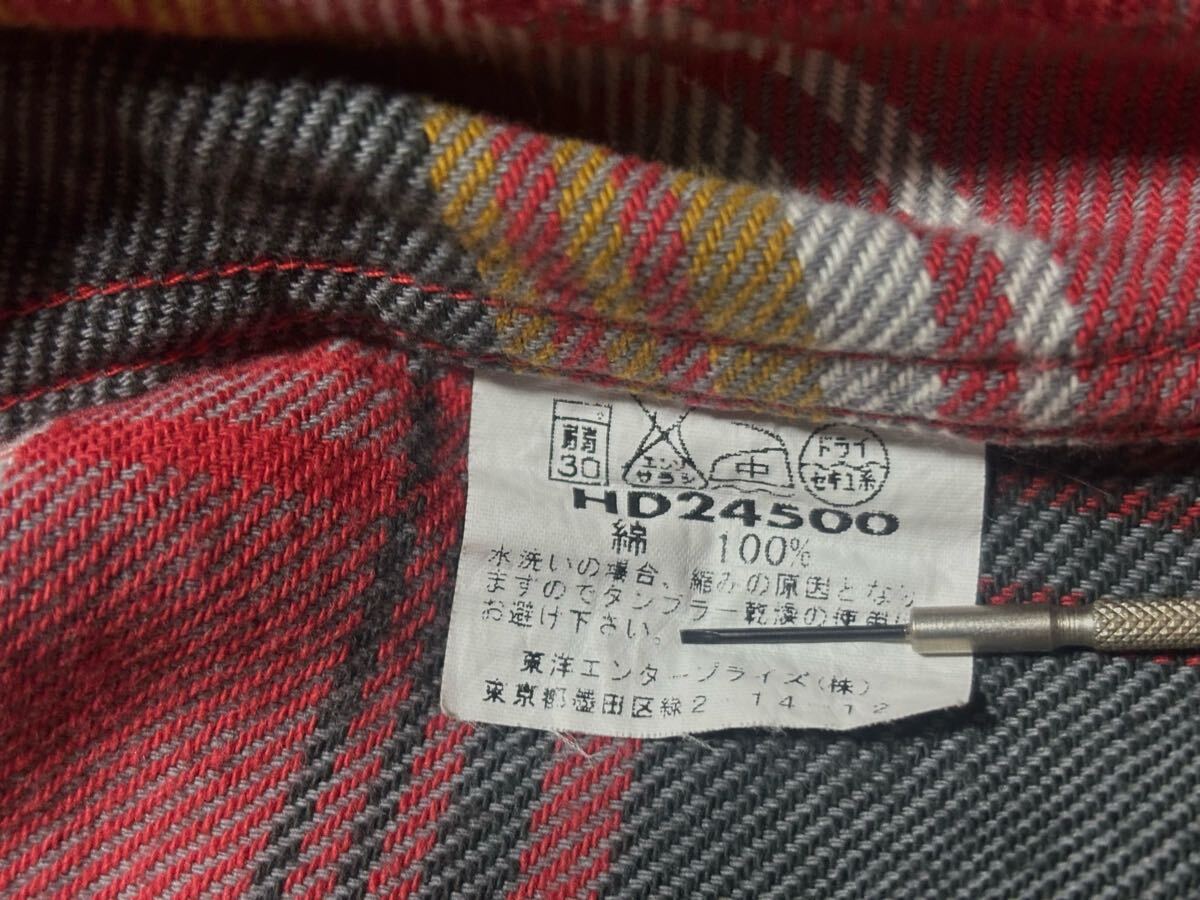 弱 エンソ 中 ドライ
30 サラシ セキユ系
HD24500
綿 100%
水洗いの場合、縮みの原因となり
ますのでタンブラー乾燥の使用は
お避け下さい。
東洋エンタープライズ(株)
東京都墨田区緑2 14 12